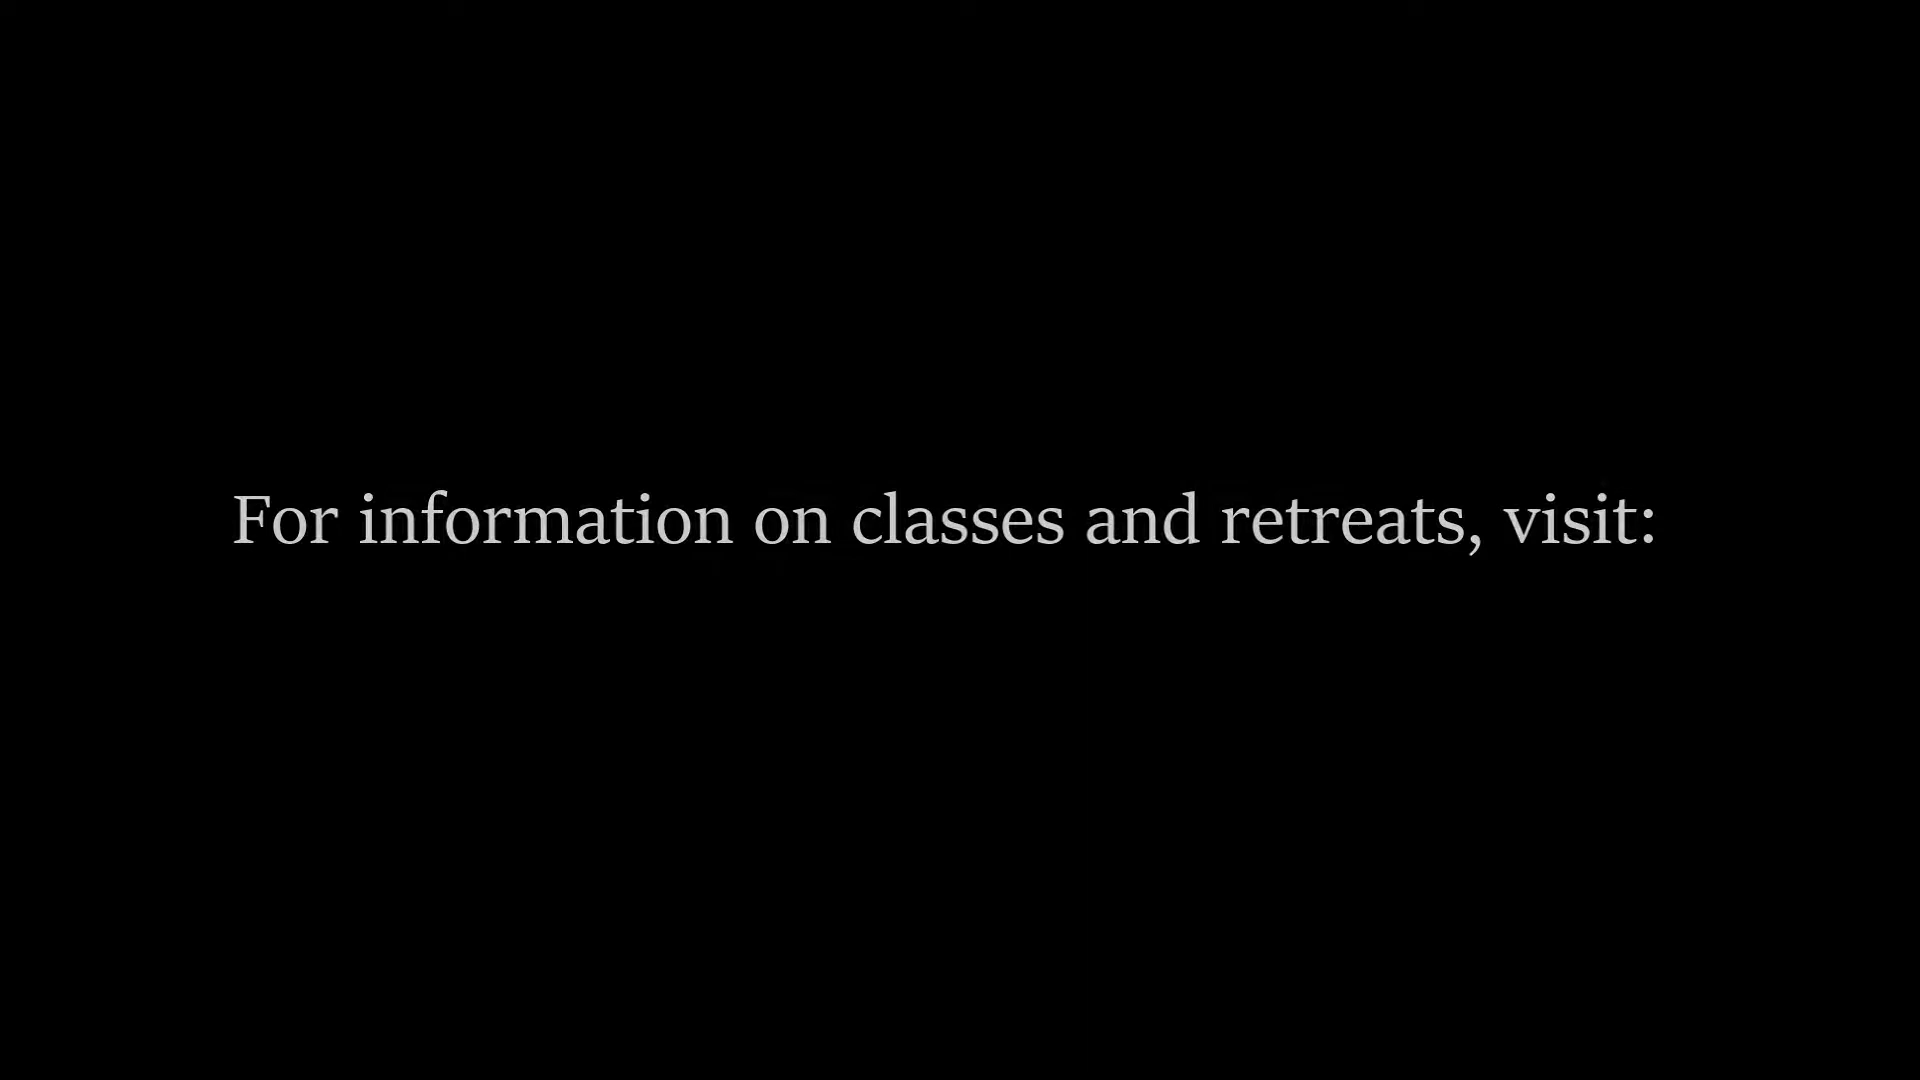 For information on classes and retreats, visit: